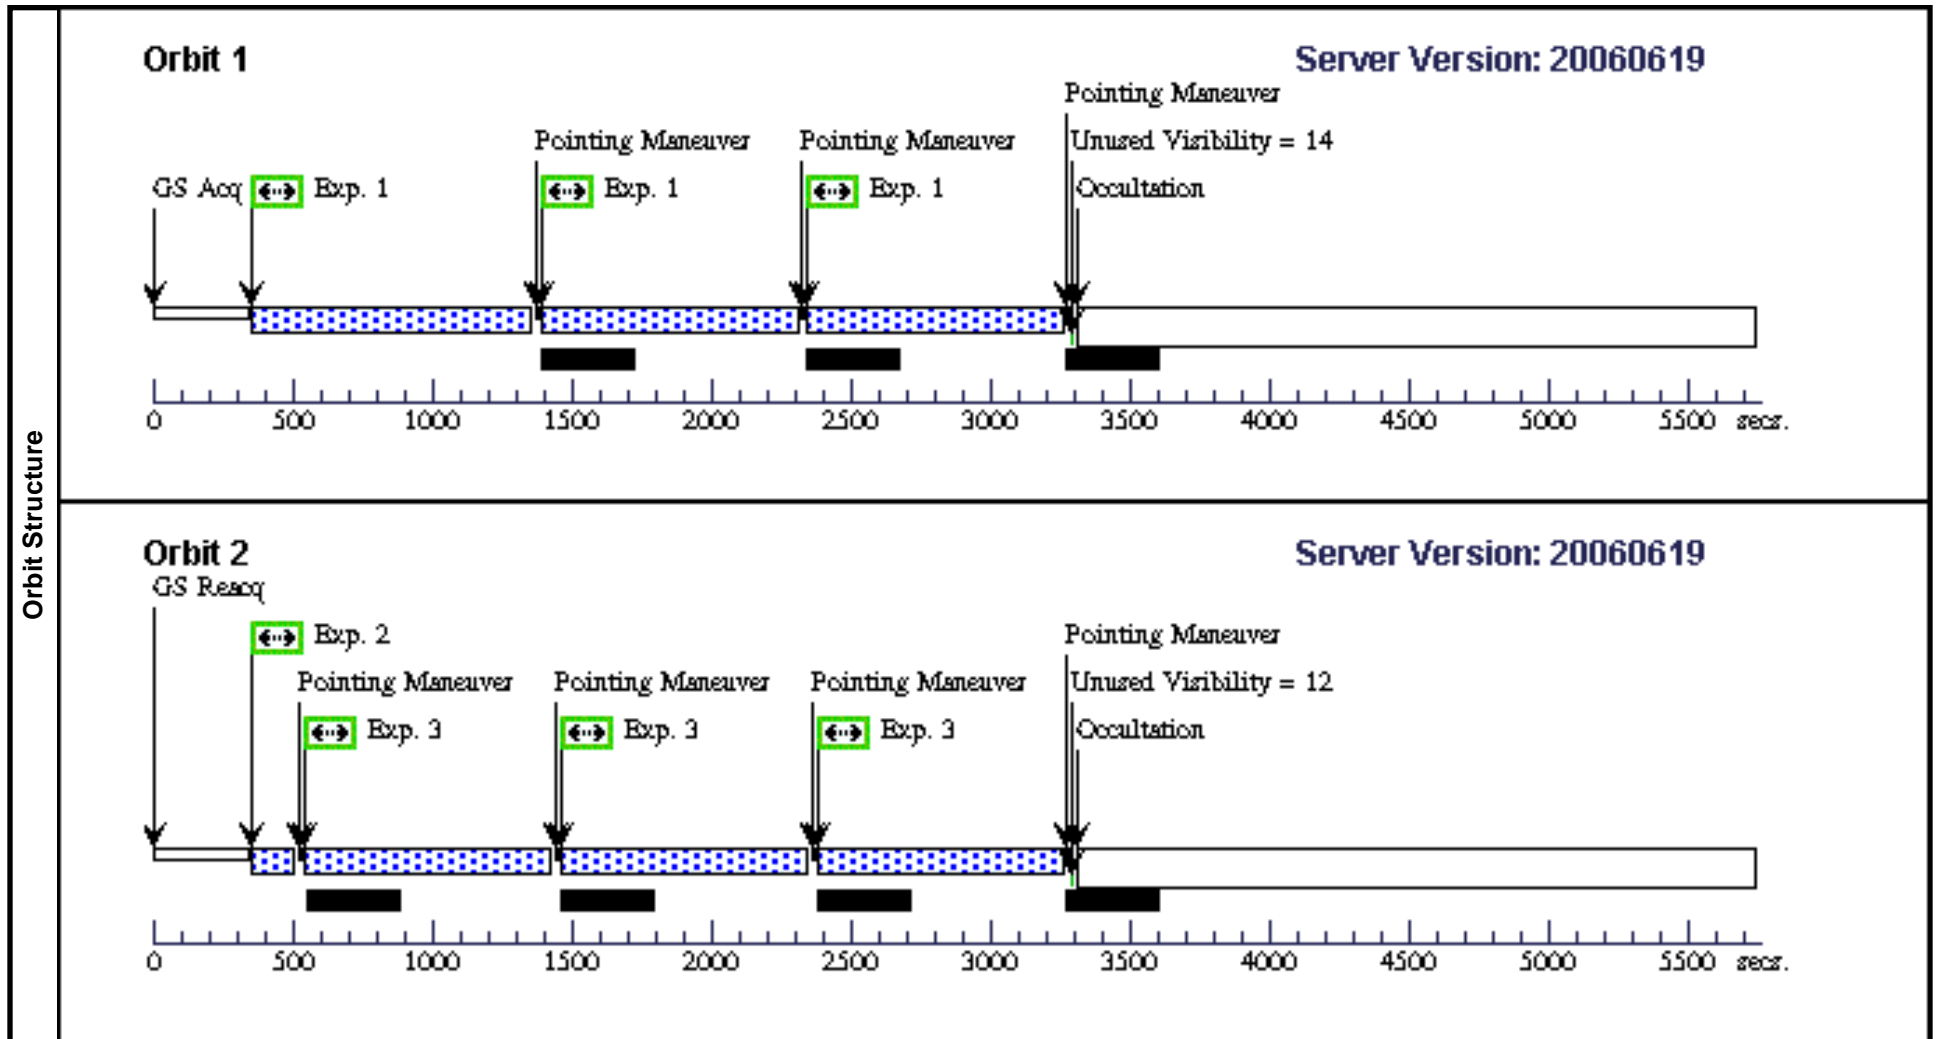 Orbit Structure
Orbit 1
Server Version: 20060619
Pointing Maneuver
Pointing Maneuver
Pointing Maneuver
Unused Visibility = 14
GS Acq
Exp. 1
Exp. 1
Exp. 1
Occultation
0 500 1000 1500 2000 2500 3000 3500 4000 4500 5000 5500 secs.
Orbit 2
Server Version: 20060619
GS Reacq
Exp. 2
Pointing Maneuver
Pointing Maneuver
Pointing Maneuver
Pointing Maneuver
Unused Visibility = 12
Exp. 3
Exp. 3
Exp. 3
Occultation
0 500 1000 1500 2000 2500 3000 3500 4000 4500 5000 5500 secs.